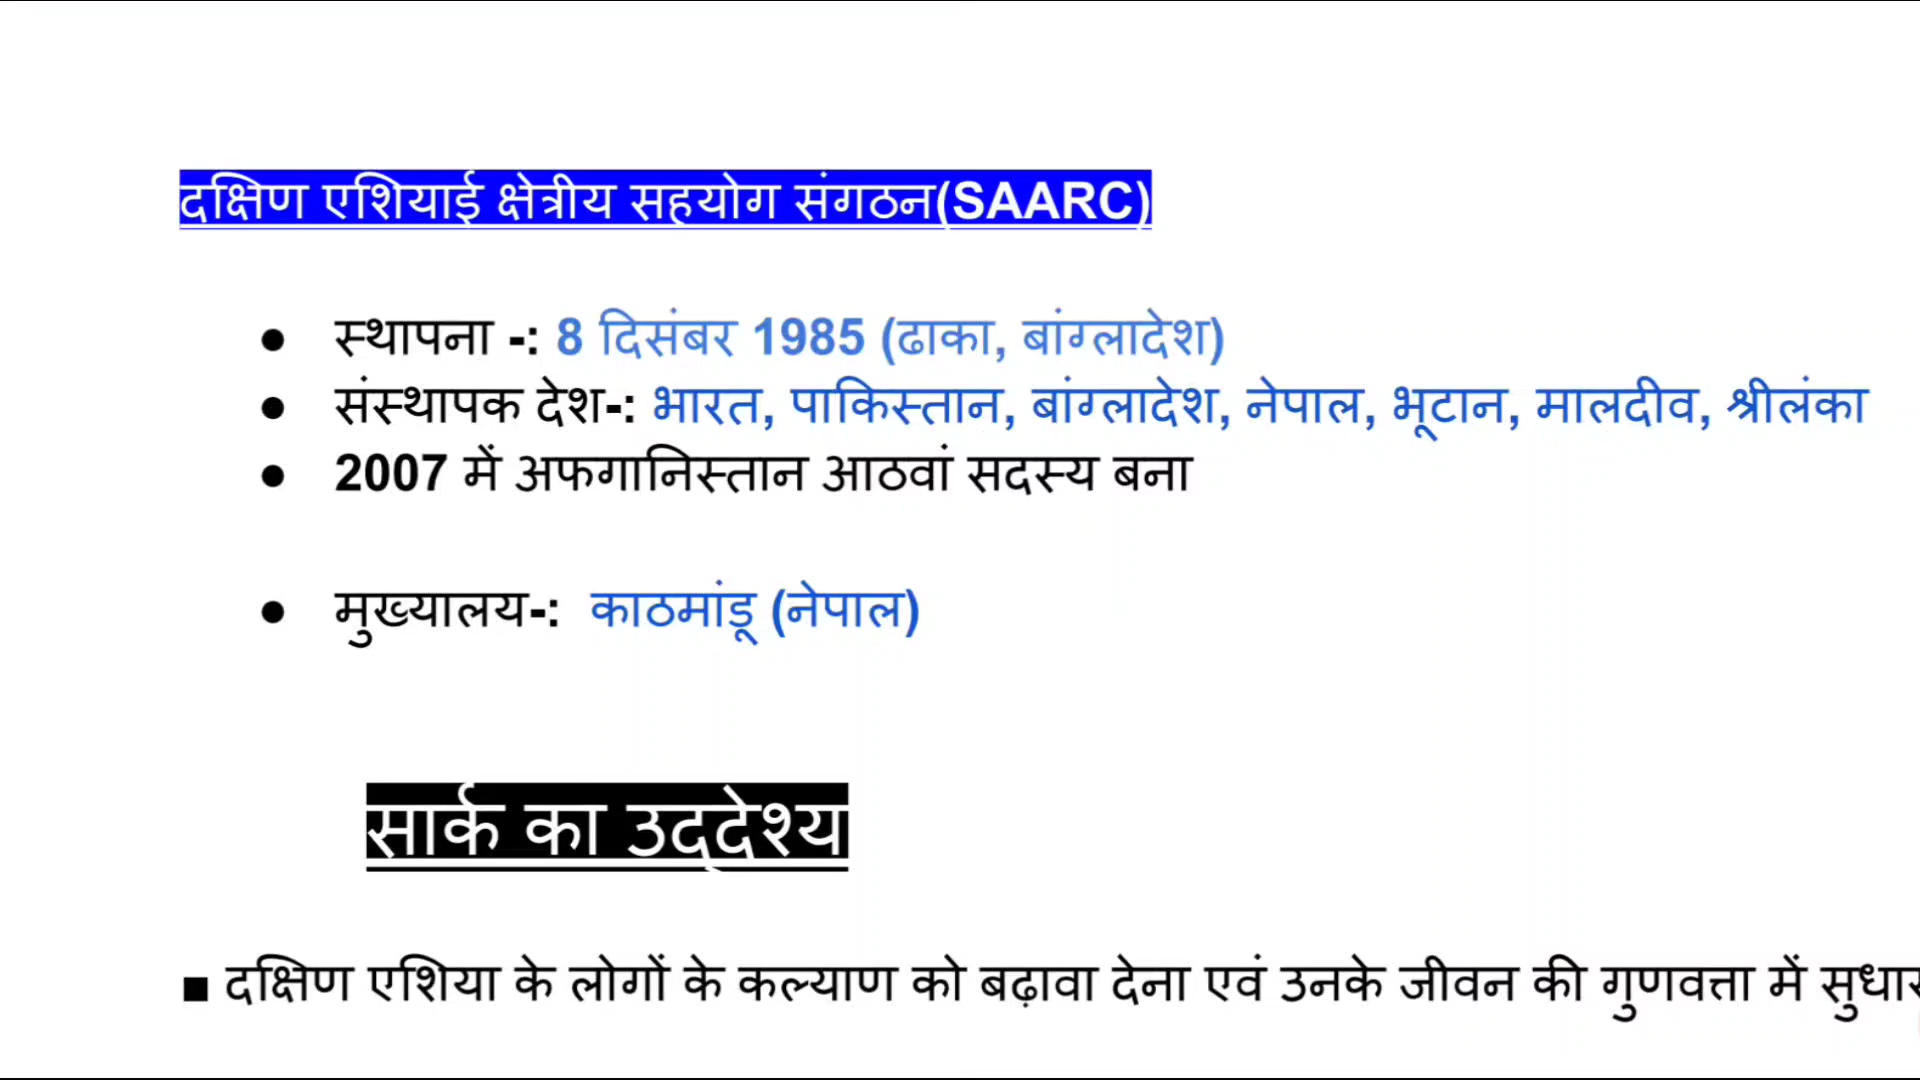 दक्षिण एशियाई क्षेत्रीय सहयोग संगठन(SAARC)
● स्थापना -: 8 दिसंबर 1985 (ढाका, बांग्लादेश)
● संस्थापक देश-: भारत, पाकिस्तान, बांग्लादेश, नेपाल, भूटान, मालदीव, श्रीलंका
● 2007 में अफगानिस्तान आठवां सदस्य बना
● मुख्यालय-: काठमांडू (नेपाल)
सार्क का उद्देश्य
■ दक्षिण एशिया के लोगों के कल्याण को बढ़ावा देना एवं उनके जीवन की गुणवत्ता में